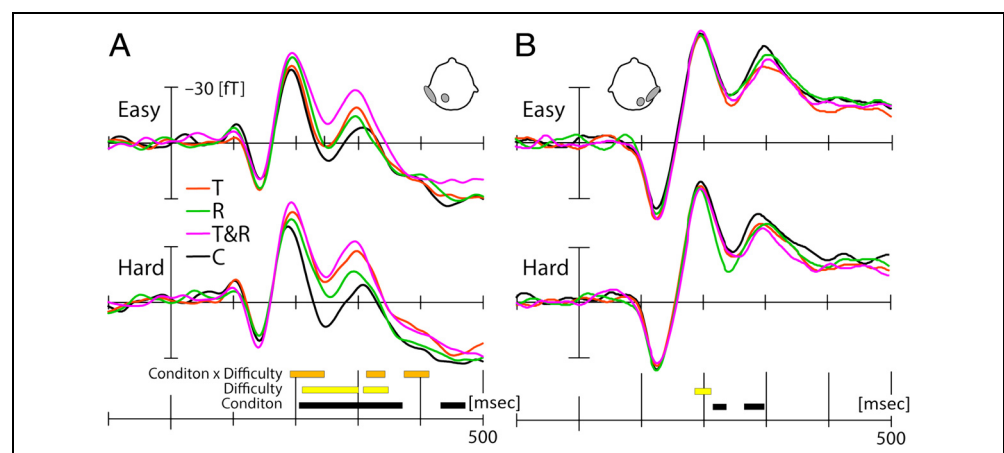 A
B
−30 [fT]
Easy
Easy
T
R
T&R
C
Hard
Hard
Conditon x Difficulty
Difficulty
Conditon
[msec]
[msec]
500
500